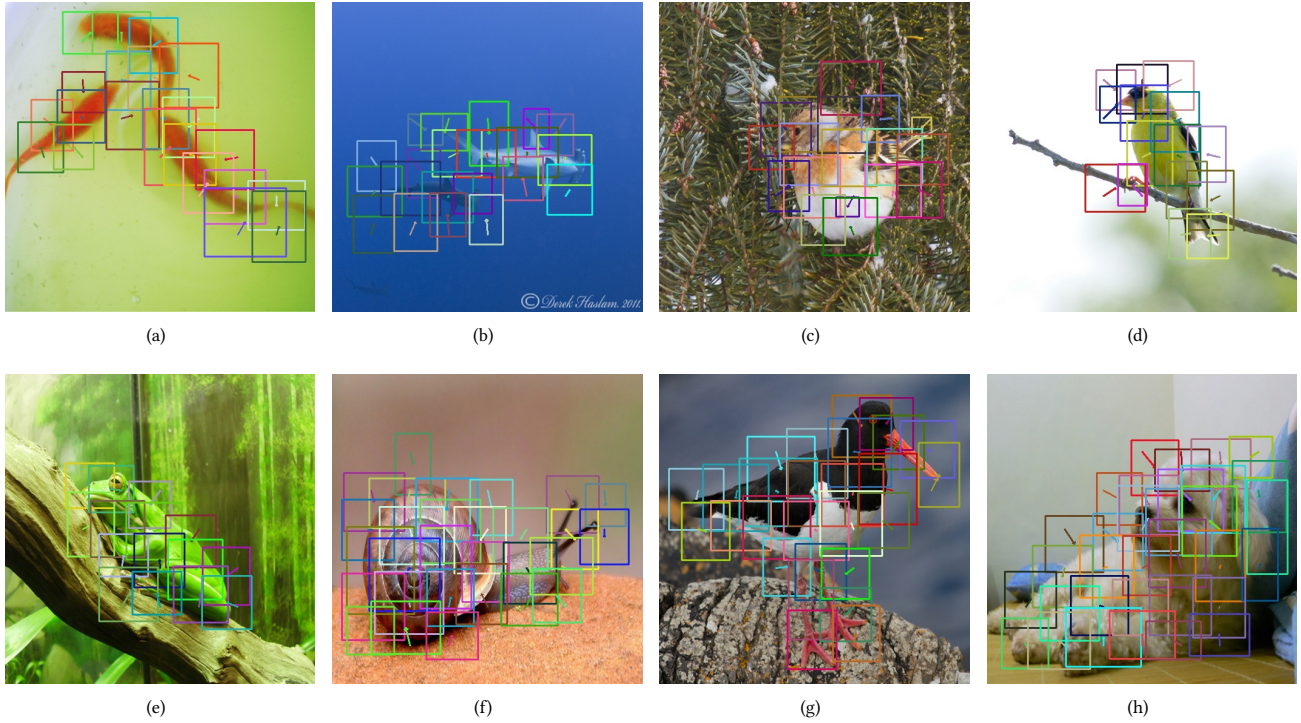 © Derek Haslam. 2011.
(a)
(b)
(c)
(d)
(e)
(f)
(g)
(h)